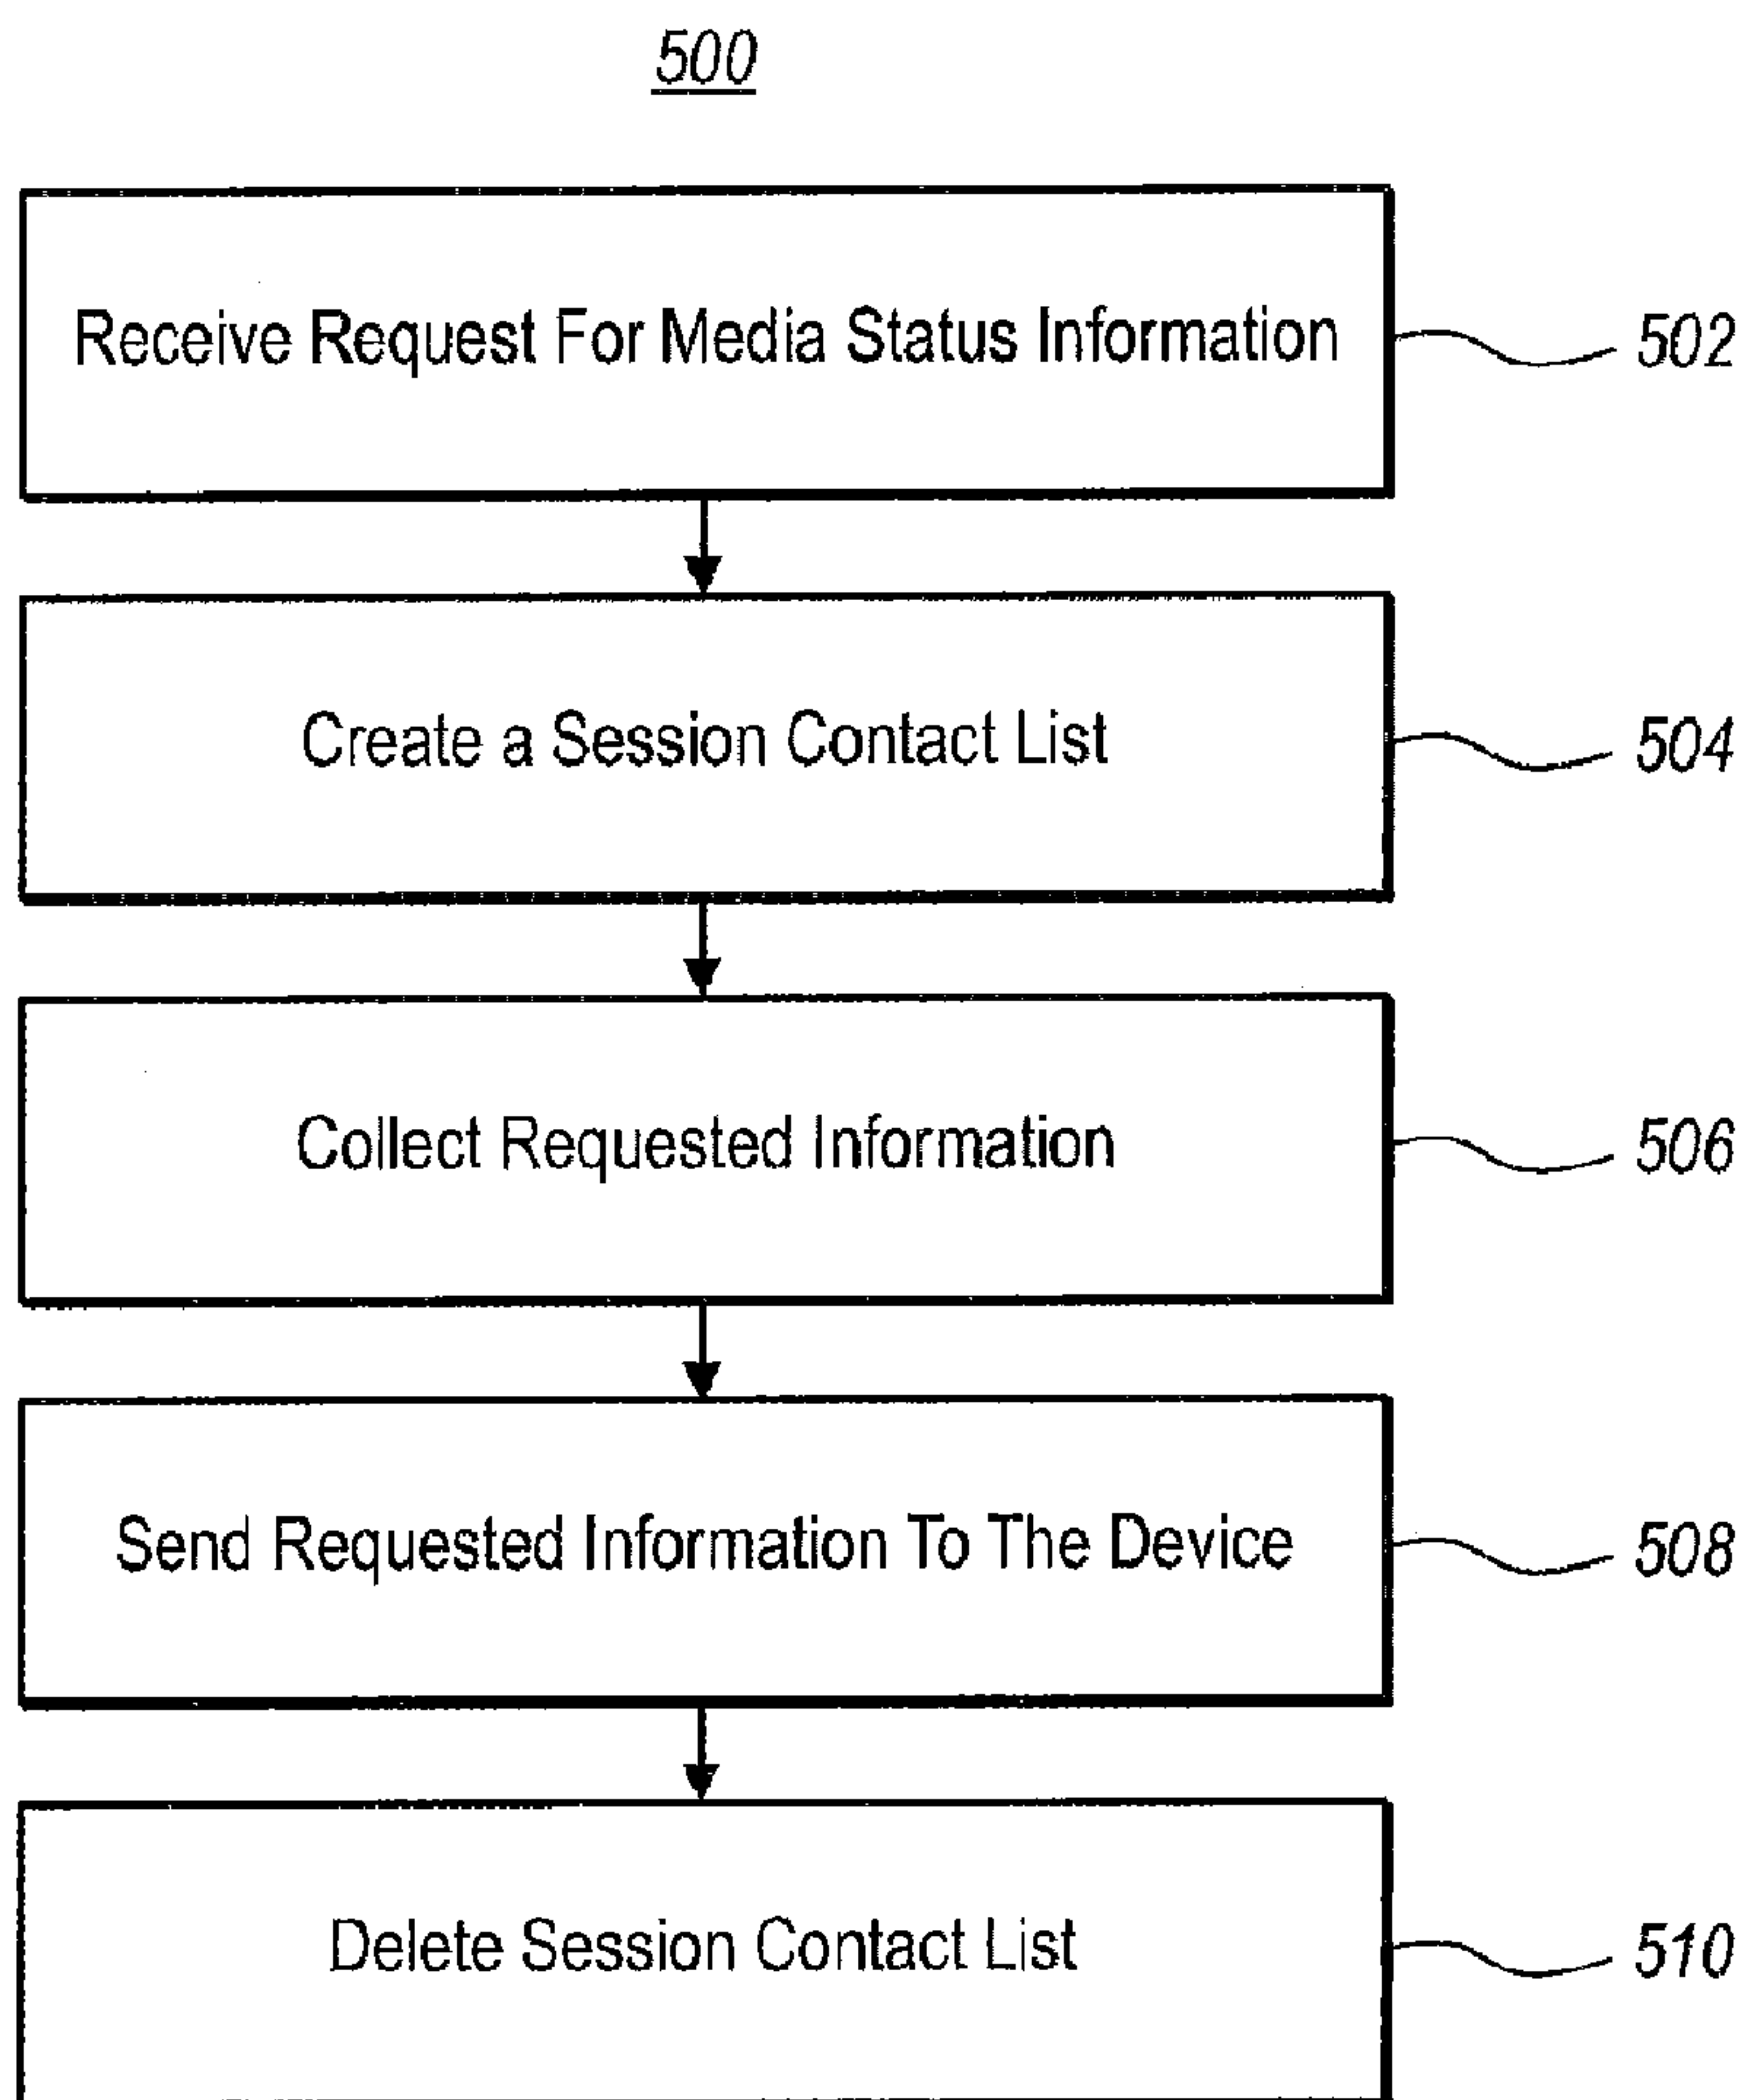 500
Receive Request For Media Status Information
502
Create a Session Contact List
504
Collect Requested Information
506
Send Requested Information To The Device
508
Delete Session Contact List
510